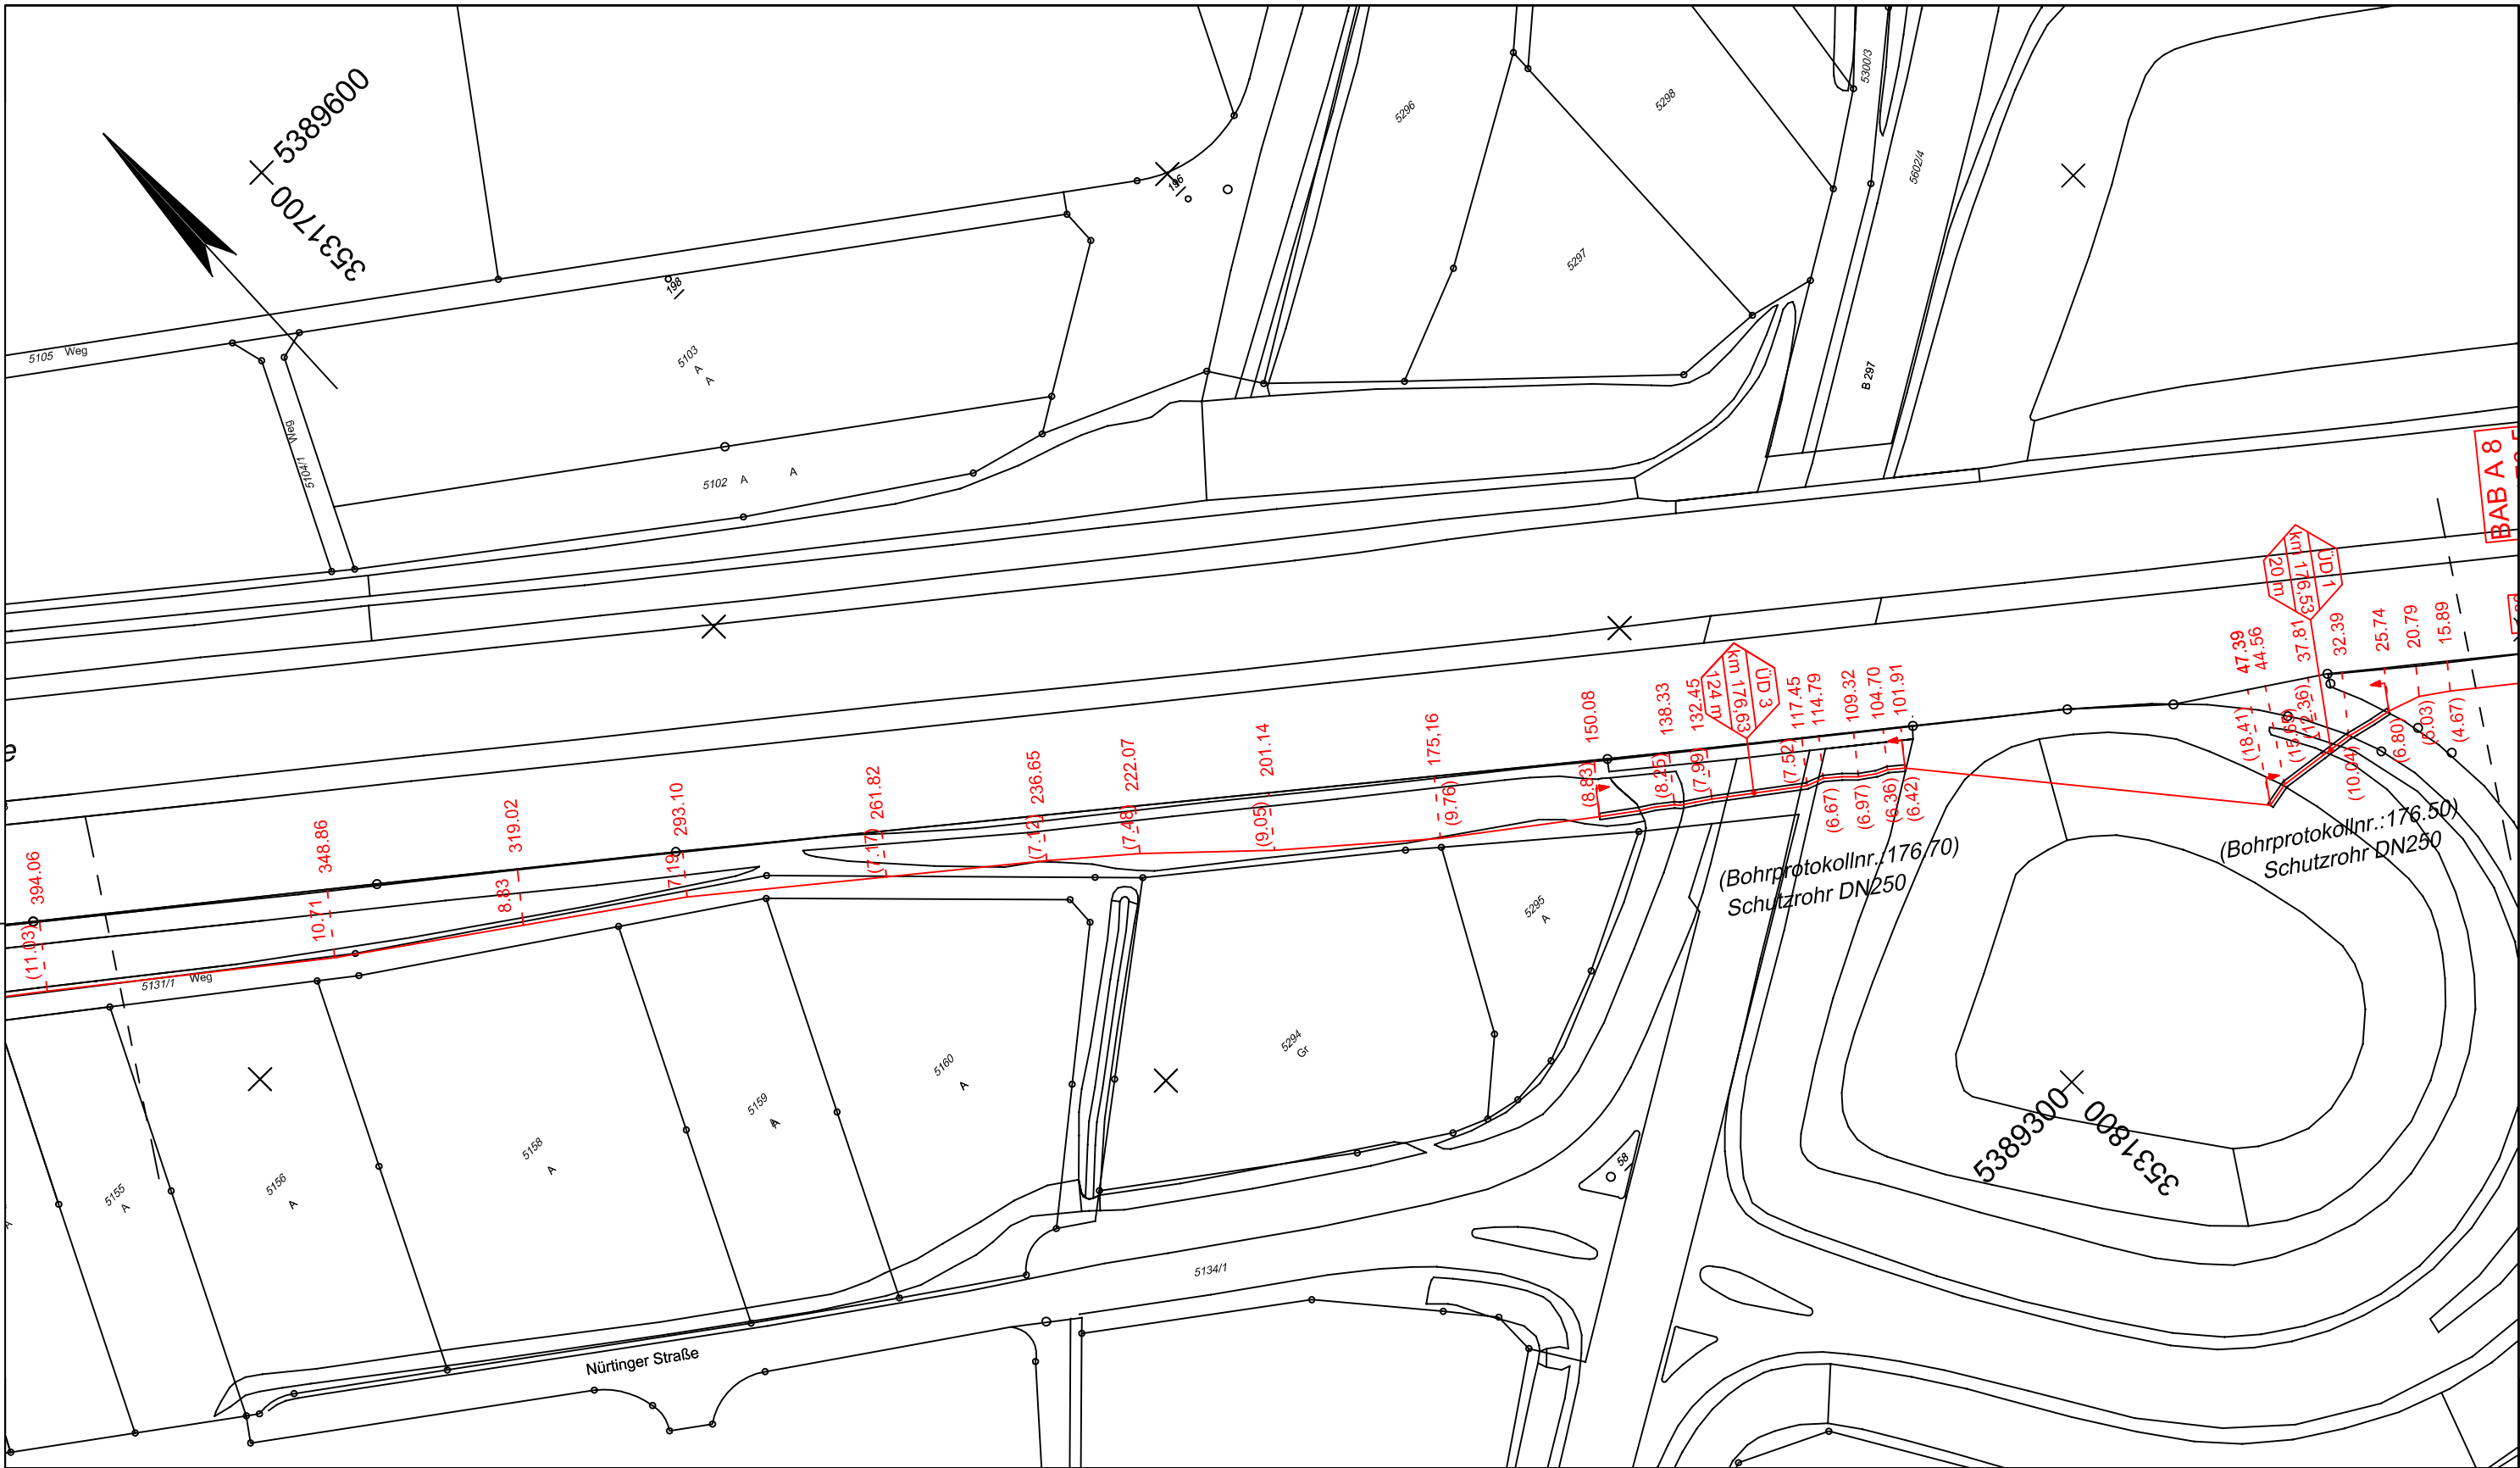 5389600
3531700
5105 Weg
198
5103
A
A
Weg
5104/1
5102 A A
196
5296
5297
5298
5300/3
5602/4
B 297
BAB A 8
ÜD 1
km 176,53
20 m
ÜD 3
km 176,63
124 m
394.06
348.86
319.02
293.10
261.82
236.65
222.07
201.14
175,16
150.08
138.33
132.45
117.45
114.79
109.32
104.70
101.91
47.39
44.56
37.81
32.39
25.74
20.79
15.89
(11.03)
10.71
8.83
7.19
(7.17)
(7.12)
(7.48)
(9.05)
(9.76)
(8.83)
(8.25)
(7.99)
(7.52)
(6.67)
(6.97)
(6.36)
(6.42)
(18.41)
(15.65)
(12.36)
(10.04)
(6.80)
(5.03)
(4.67)
(Bohrprotokollnr.:176.70)
Schutzrohr DN250
(Bohrprotokollnr.:176.50)
Schutzrohr DN250
e
5131/1 Weg
5155
A
5156
A
5158
A
5159
A
5160
A
5294
Gr
5295
A
A
58
5389300
3531800
5134/1
Nürtinger Straße